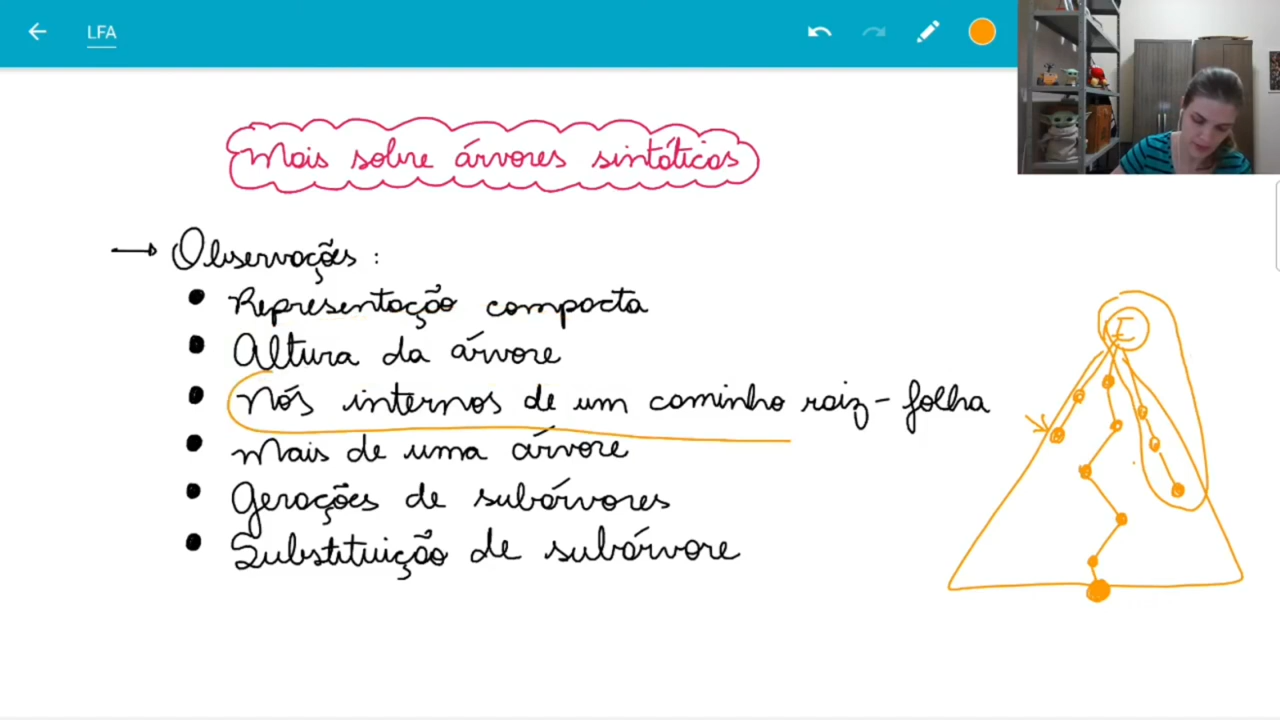 LFA
Mais sobre árvores sintáticas
→ Observações:
• Representação compacta
• Altura da árvore
• Nós internos de um caminho raiz-folha
• Mais de uma árvore
• Gerações de subárvores
• Substituição de subárvore
I